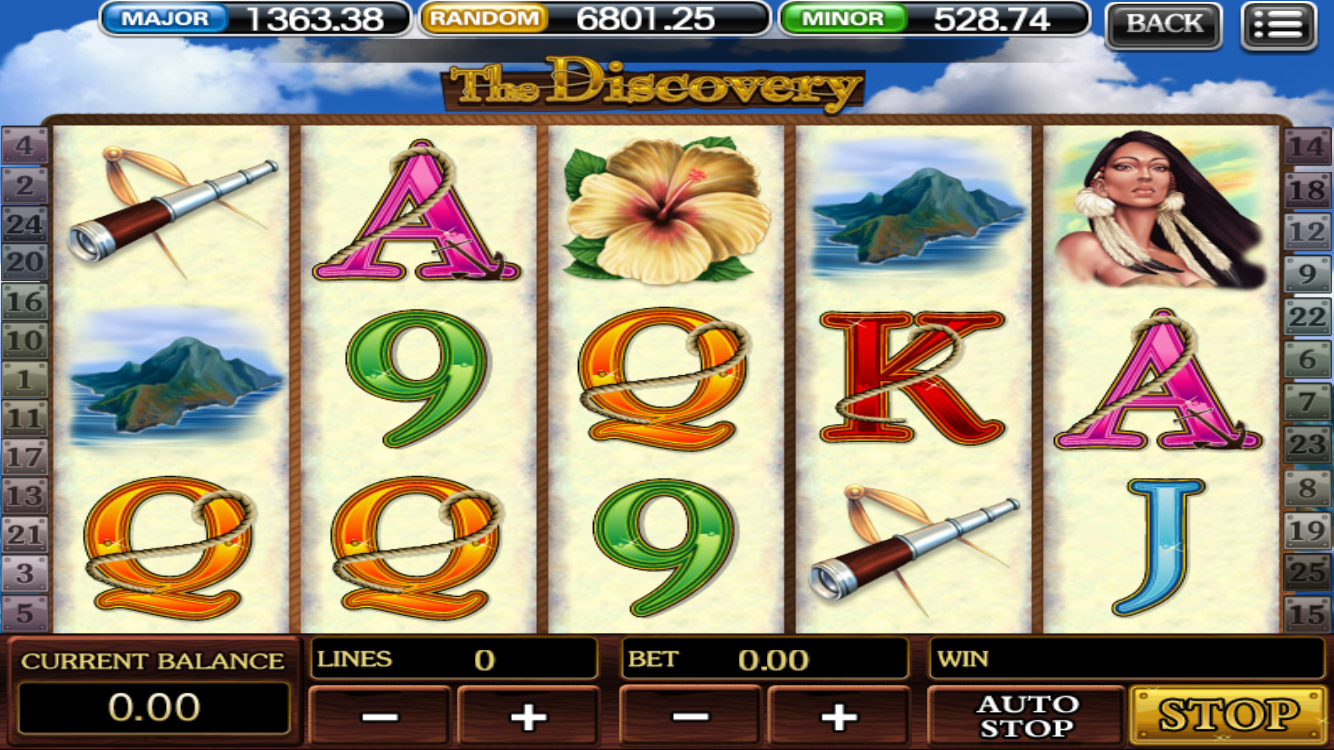 MAJOR 1363.38 RANDOM 6801.25 MINOR 528.74 BACK
The Discovery
4
2
24
20
16
10
1
11
17
13
21
3
5
A
9 Q K A
Q Q 9 J
14
18
12
9
22
6
7
23
8
19
25
15
CURRENT BALANCE
0.00
LINES 0
BET 0.00
WIN
− + − +
AUTO
STOP
STOP